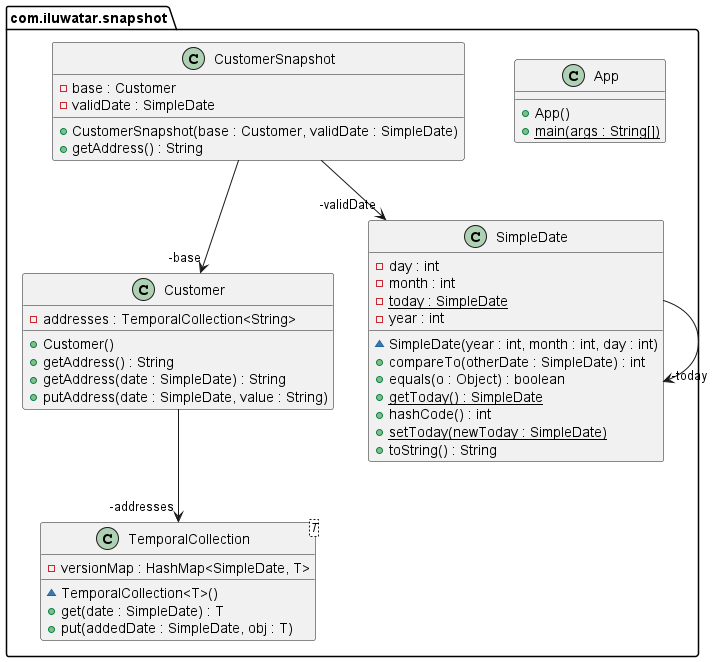 com.iluwatar.snapshot
C CustomerSnapshot
base : Customer
validDate : SimpleDate
CustomerSnapshot(base : Customer, validDate : SimpleDate)
getAddress() : String
C App
App()
main(args : String[])
-validDate
-base
C SimpleDate
day : int
month : int
today : SimpleDate
year : int
SimpleDate(year : int, month : int, day : int)
compareTo(otherDate : SimpleDate) : int
equals(o : Object) : boolean
getToday() : SimpleDate
hashCode() : int
setToday(newToday : SimpleDate)
toString() : String
-today
C Customer
addresses : TemporalCollection<String>
Customer()
getAddress() : String
getAddress(date : SimpleDate) : String
putAddress(date : SimpleDate, value : String)
-addresses
C TemporalCollection
T
versionMap : HashMap<SimpleDate, T>
TemporalCollection<T>()
get(date : SimpleDate) : T
put(addedDate : SimpleDate, obj : T)